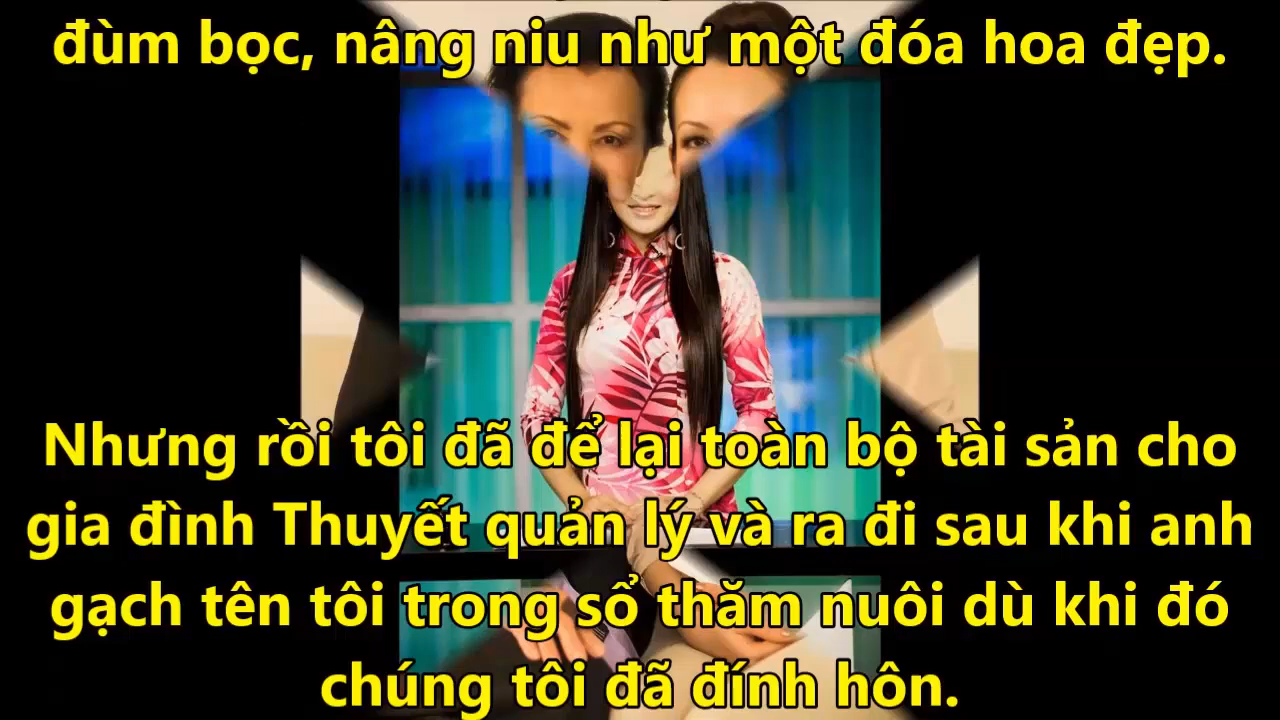 đùm bọc, nâng niu như một đóa hoa đẹp.
Nhưng rồi tôi đã để lại toàn bộ tài sản cho
gia đình Thuyết quản lý và ra đi sau khi anh
gạch tên tôi trong sổ thăm nuôi dù khi đó
chúng tôi đã đính hôn.